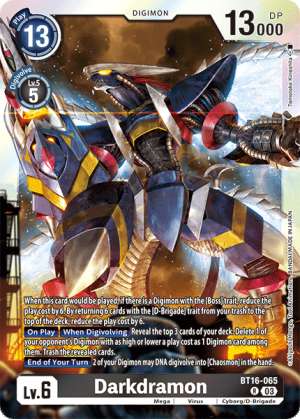 DIGIMON
Play
13
13000
DP
Digivolve
Lv.5
5
When this card would be played, if there is a Digimon with the [Boss] trait, reduce the
play cost by 6. By returning 6 cards with the [D-Brigade] trait from your trash to
the top of the deck, reduce the play cost by 6.
On Play When Digivolving Reveal the top 3 cards of your deck. Delete 1 of
your opponent's Digimon with as high or lower a play cost as 1 Digimon card among
them. Trash the revealed cards.
End of Your Turn 2 of your Digimon may DNA digivolve into [Chaosmon] in the hand.
Lv.6
Darkdramon
BT16-065
R 03
Mega Virus Cyborg/D-Brigade